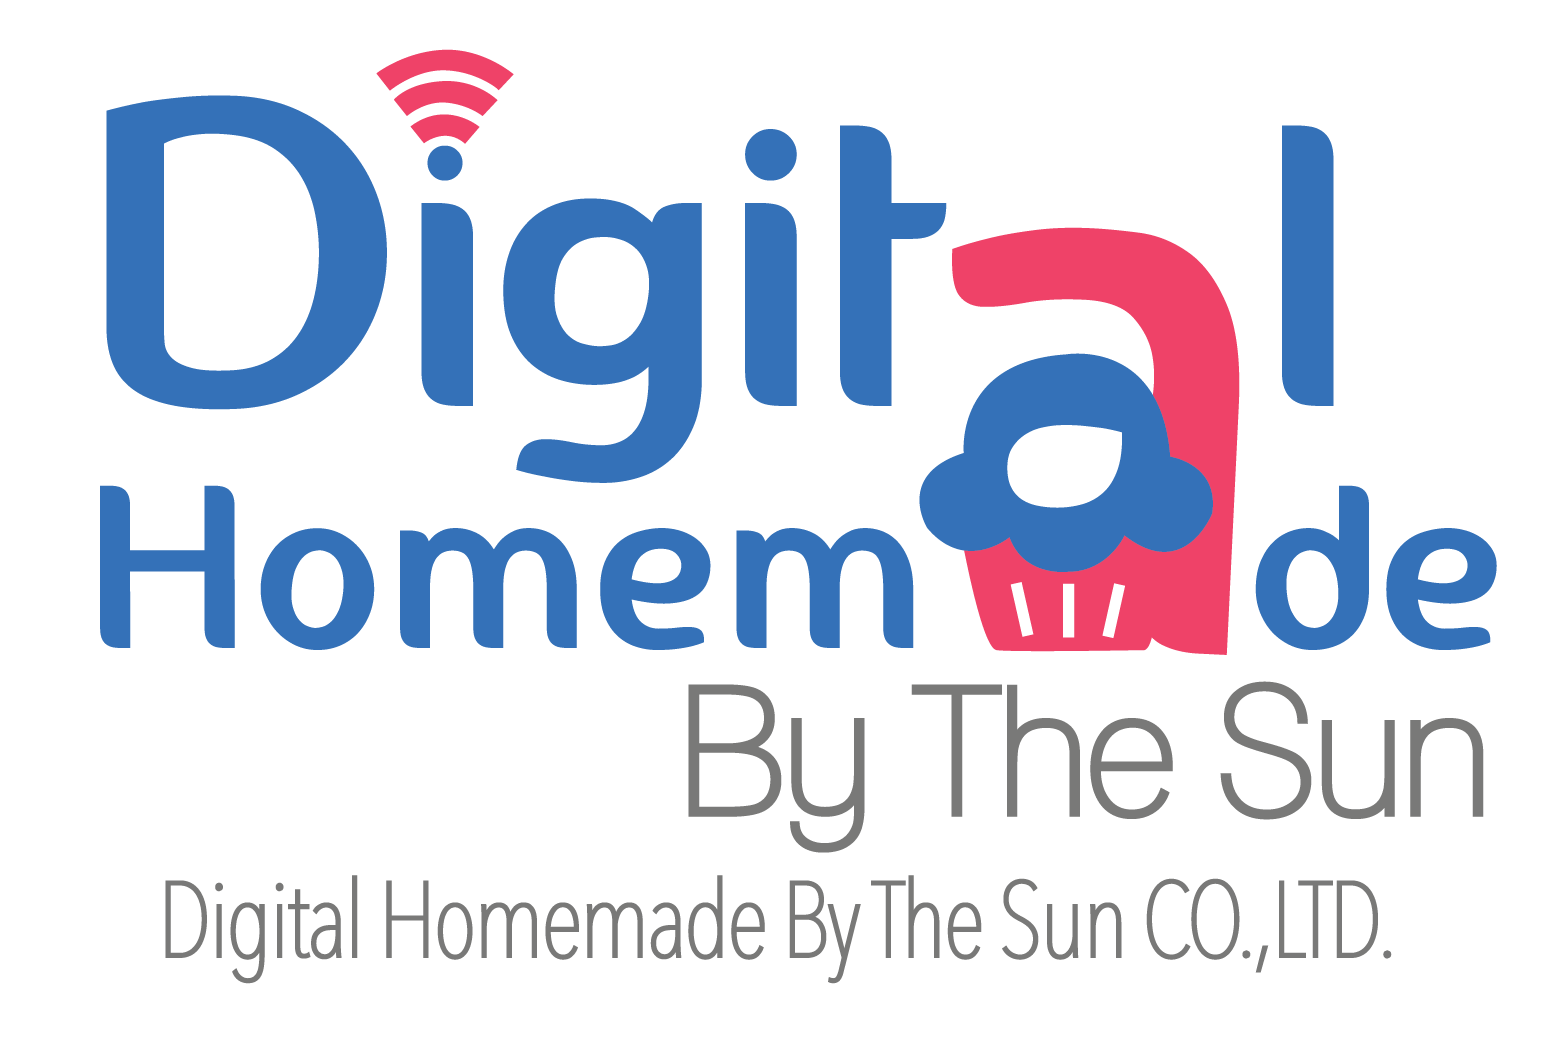 Digital
Homemade
By The Sun
Digital Homemade By The Sun CO.,LTD.